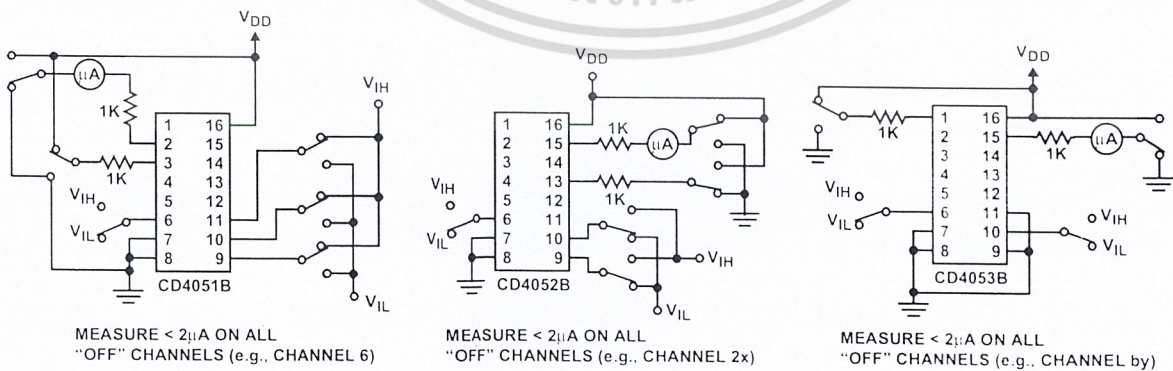 VDD
μA
1K
1K
1 16
2 15
3 14
4 13
5 12
6 11
7 10
8 9
CD4051B
VIH
VIH
VIL
VIL
MEASURE < 2μA ON ALL
"OFF" CHANNELS (e.g., CHANNEL 6)
VDD
1K
μA
1K
1 16
2 15
3 14
4 13
5 12
6 11
7 10
8 9
CD4052B
VIH
VIL
VIH
VIL
MEASURE < 2μA ON ALL
"OFF" CHANNELS (e.g., CHANNEL 2x)
VDD
1K
1K
μA
1 16
2 15
3 14
4 13
5 12
6 11
7 10
8 9
CD4053B
VIH
VIL
VIH
VIL
MEASURE < 2μA ON ALL
"OFF" CHANNELS (e.g., CHANNEL by)